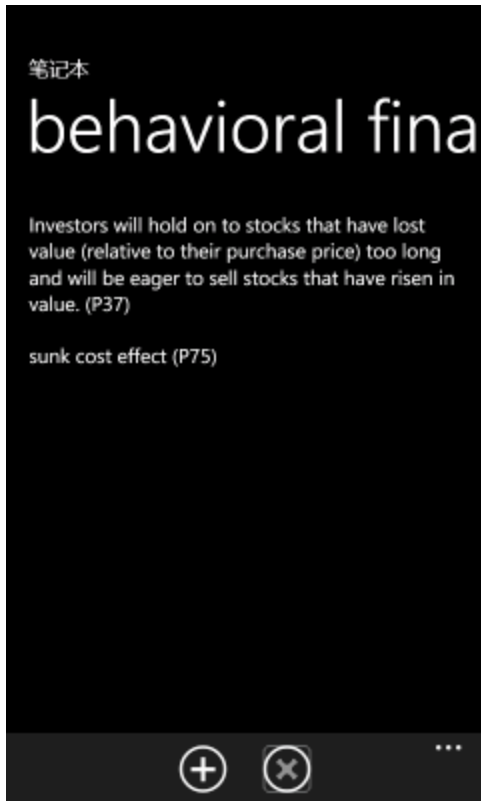 笔记本
behavioral fina
Investors will hold on to stocks that have lost
value (relative to their purchase price) too long
and will be eager to sell stocks that have risen in
value. (P37)
sunk cost effect (P75)